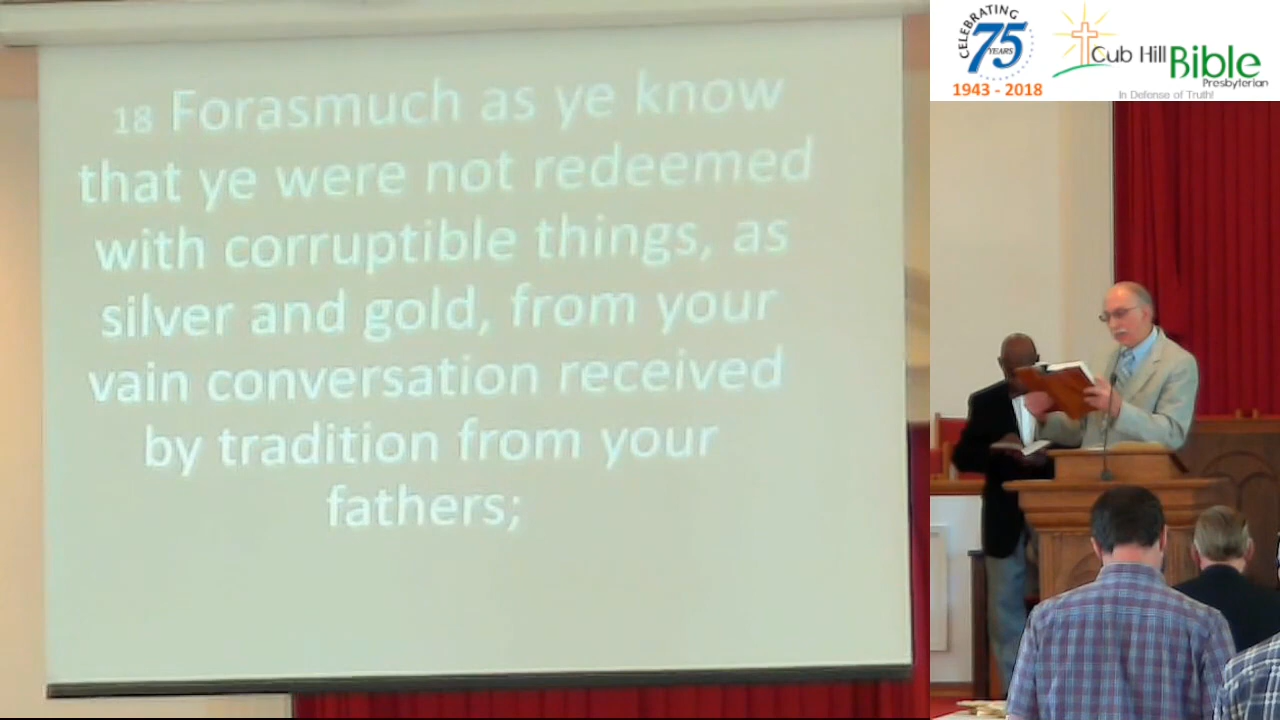 18 Forasmuch as ye know
that ye were not redeemed
with corruptible things, as
silver and gold, from your
vain conversation received
by tradition from your
fathers;
CELEBRATING
75
YEARS
1943 - 2018
Cub Hill Bible
Presbyterian
In Defense of Truth!